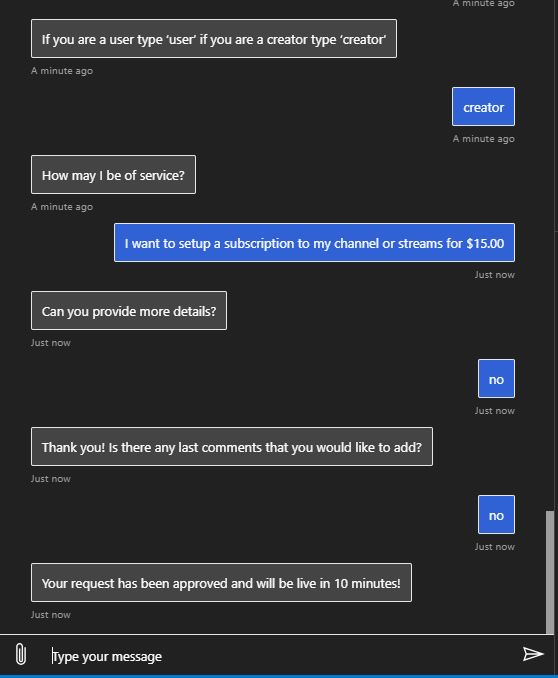 A minute ago
If you are a user type ‘user’ if you are a creator type ‘creator’
A minute ago
creator
A minute ago
How may I be of service?
A minute ago
I want to setup a subscription to my channel or streams for $15.00
Just now
Can you provide more details?
Just now
no
Just now
Thank you! Is there any last comments that you would like to add?
Just now
no
Just now
Your request has been approved and will be live in 10 minutes!
Just now
Type your message